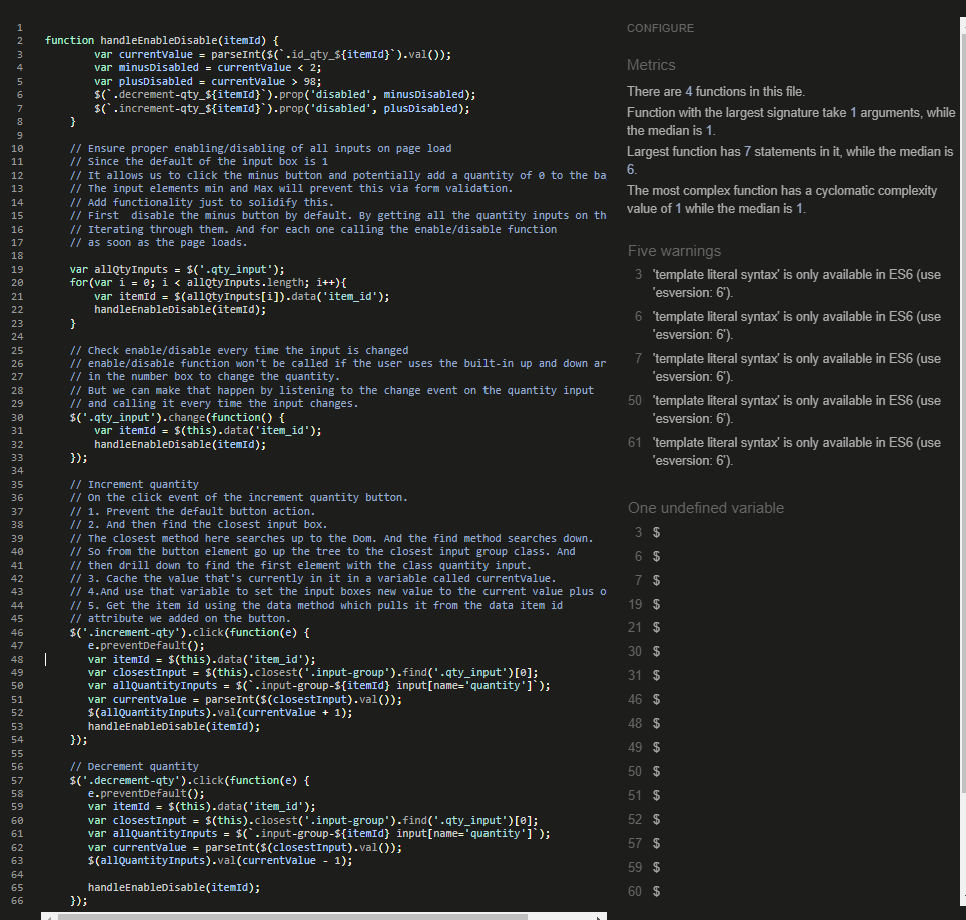 1
2 function handleEnableDisable(itemId) {
3 var currentValue = parseInt($(`.id_qty_${itemId}`).val());
4 var minusDisabled = currentValue < 2;
5 var plusDisabled = currentValue > 98;
6 $(`.decrement-qty_${itemId}`).prop('disabled', minusDisabled);
7 $(`.increment-qty_${itemId}`).prop('disabled', plusDisabled);
8 }
9
10 // Ensure proper enabling/disabling of all inputs on page load
11 // Since the default of the input box is 1
12 // It allows us to click the minus button and potentially add a quantity of 0 to the ba
13 // The input elements min and Max will prevent this via form validation.
14 // Add functionality just to solidify this.
15 // First  disable the minus button by default. By getting all the quantity inputs on th
16 // Iterating through them. And for each one calling the enable/disable function
17 // as soon as the page loads.
18
19 var allQtyInputs = $('.qty_input');
20 for(var i = 0; i < allQtyInputs.length; i++){
21 var itemId = $(allQtyInputs[i]).data('item_id');
22 handleEnableDisable(itemId);
23 }
24
25 // Check enable/disable every time the input is changed
26 // enable/disable function won't be called if the user uses the built-in up and down ar
27 // in the number box to change the quantity.
28 // But we can make that happen by listening to the change event on the quantity input
29 // and calling it every time the input changes.
30 $('.qty_input').change(function() {
31 var itemId = $(this).data('item_id');
32 handleEnableDisable(itemId);
33 });
34
35 // Increment quantity
36 // On the click event of the increment quantity button.
37 // 1. Prevent the default button action.
38 // 2. And then find the closest input box.
39 // The closest method here searches up to the Dom. And the find method searches down.
40 // So from the button element go up the tree to the closest input group class. And
41 // then drill down to find the first element with the class quantity input.
42 // 3. Cache the value that's currently in it in a variable called currentValue.
43 // 4.And use that variable to set the input boxes new value to the current value plus o
44 // 5. Get the item id using the data method which pulls it from the data item id
45 // attribute we added on the button.
46 $('.increment-qty').click(function(e) {
47 e.preventDefault();
48 var itemId = $(this).data('item_id');
49 var closestInput = $(this).closest('.input-group').find('.qty_input')[0];
50 var allQuantityInputs = $(`.input-group-${itemId} input[name='quantity']`);
51 var currentValue = parseInt($(closestInput).val());
52 $(allQuantityInputs).val(currentValue + 1);
53 handleEnableDisable(itemId);
54 });
55
56 // Decrement quantity
57 $('.decrement-qty').click(function(e) {
58 e.preventDefault();
59 var itemId = $(this).data('item_id');
60 var closestInput = $(this).closest('.input-group').find('.qty_input')[0];
61 var allQuantityInputs = $(`.input-group-${itemId} input[name='quantity']`);
62 var currentValue = parseInt($(closestInput).val());
63 $(allQuantityInputs).val(currentValue - 1);
64
65 handleEnableDisable(itemId);
66 });
CONFIGURE
Metrics
There are 4 functions in this file.
Function with the largest signature take 1 arguments, while
the median is 1.
Largest function has 7 statements in it, while the median is
6.
The most complex function has a cyclomatic complexity
value of 1 while the median is 1.
Five warnings
3 'template literal syntax' is only available in ES6 (use
'esversion: 6').
6 'template literal syntax' is only available in ES6 (use
'esversion: 6').
7 'template literal syntax' is only available in ES6 (use
'esversion: 6').
50 'template literal syntax' is only available in ES6 (use
'esversion: 6').
61 'template literal syntax' is only available in ES6 (use
'esversion: 6').
One undefined variable
3 $
6 $
7 $
19 $
21 $
30 $
31 $
46 $
48 $
49 $
50 $
51 $
52 $
57 $
59 $
60 $